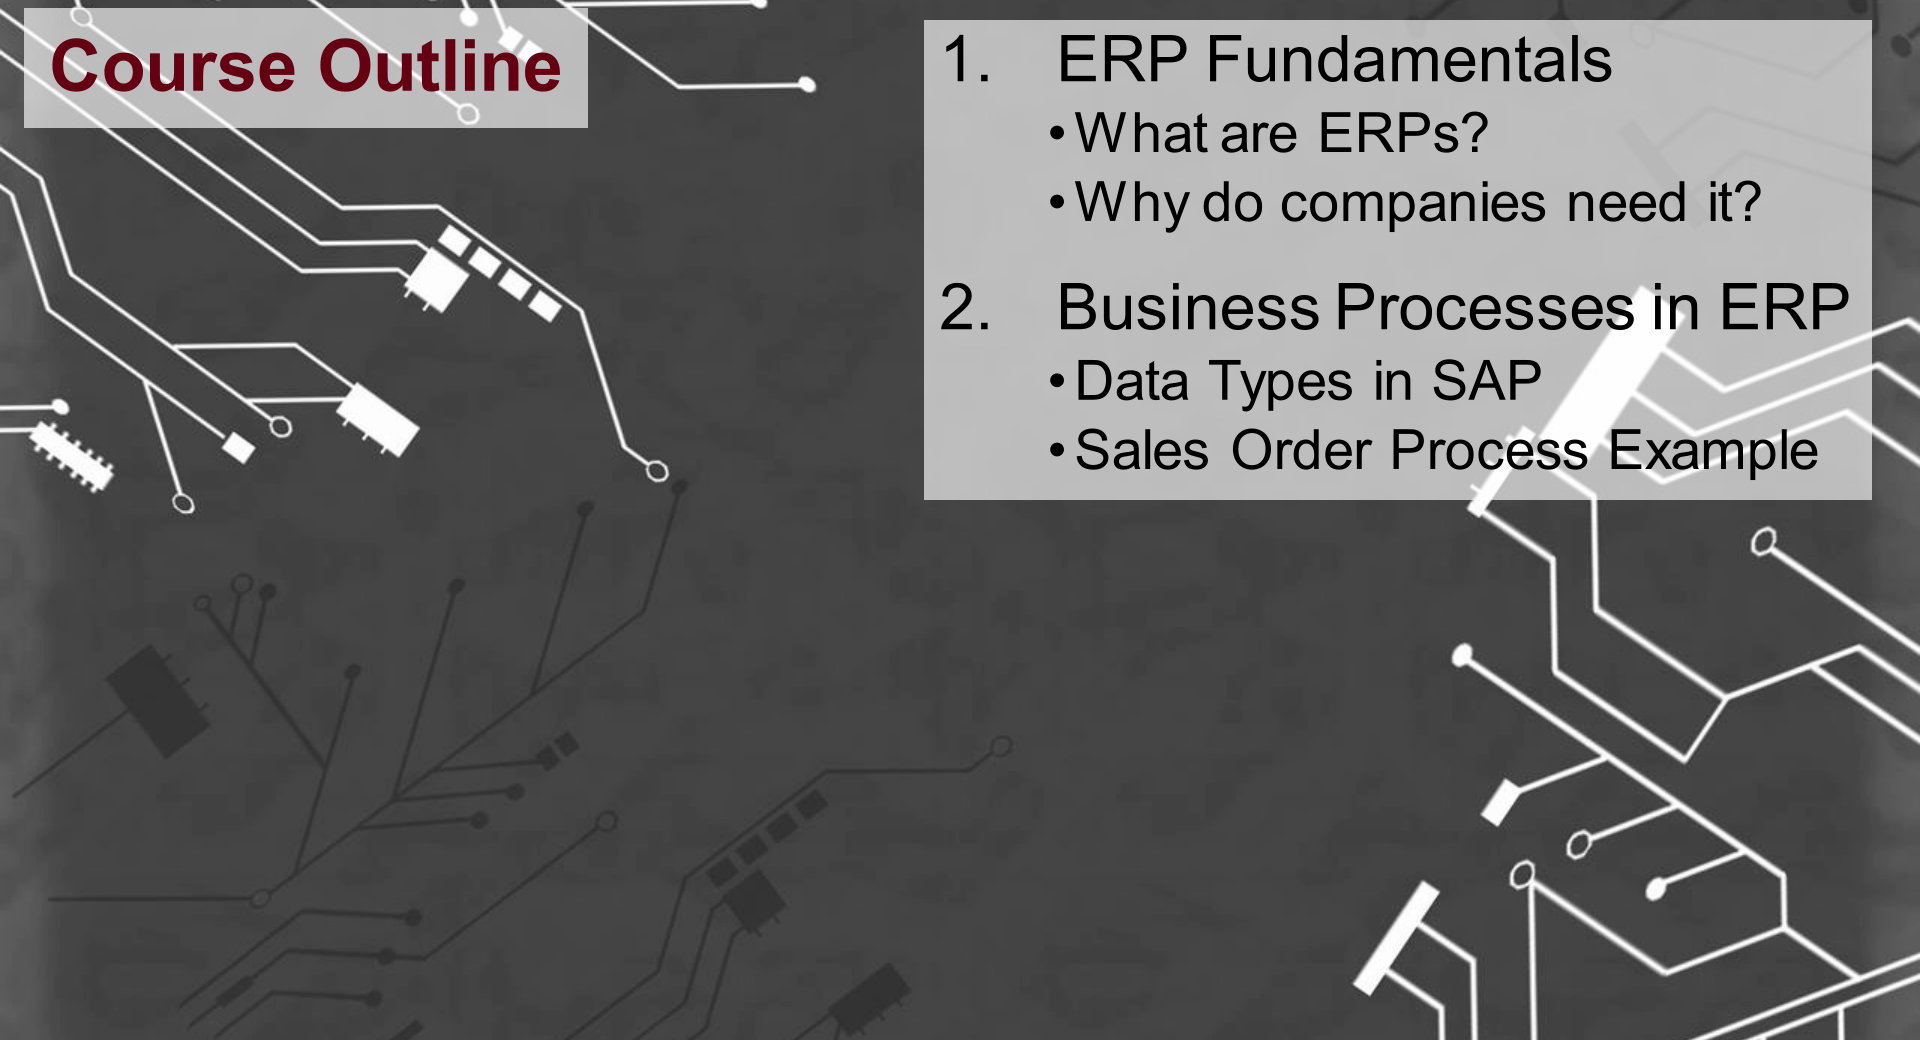 Course Outline
1. ERP Fundamentals
•What are ERPs?
•Why do companies need it?
2. Business Processes in ERP
•Data Types in SAP
•Sales Order Process Example